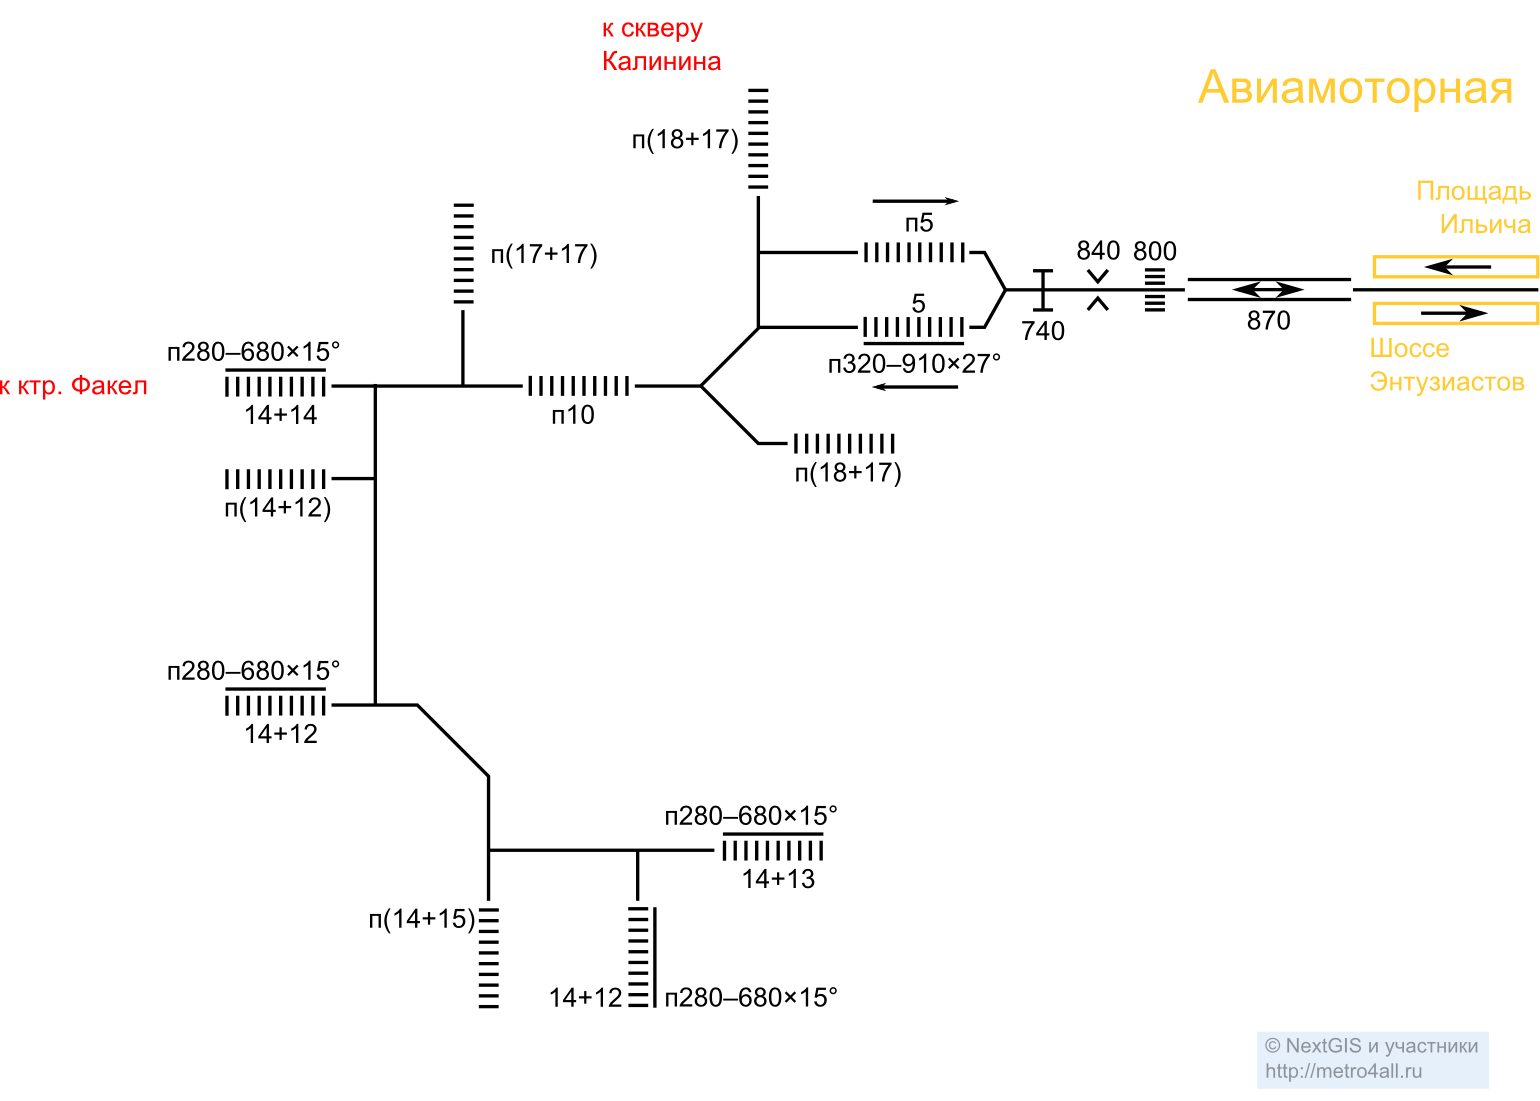 к скверу
Калинина
Авиамоторная
п(18+17)
Площадь
Ильича
п5
п(17+17)
840
800
5
740
870
п280–680×15°
п320–910×27°
Шоссе
Энтузиастов
к ктр. Факел
14+14
п10
п(18+17)
п(14+12)
п280–680×15°
14+12
п280–680×15°
14+13
п(14+15)
14+12
п280–680×15°
© NextGIS и участники
http://metro4all.ru